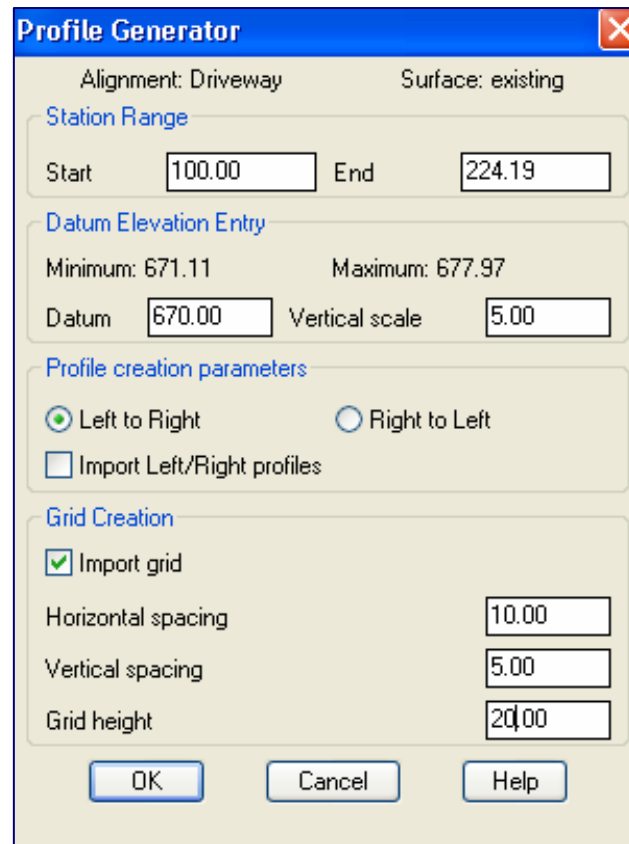 Profile Generator
Alignment: Driveway Surface: existing
Station Range
Start 100.00 End 224.19
Datum Elevation Entry
Minimum: 671.11 Maximum: 677.97
Datum 670.00 Vertical scale 5.00
Profile creation parameters
Left to Right Right to Left
Import Left/Right profiles
Grid Creation
Import grid
Horizontal spacing 10.00
Vertical spacing 5.00
Grid height 20.00
OK Cancel Help